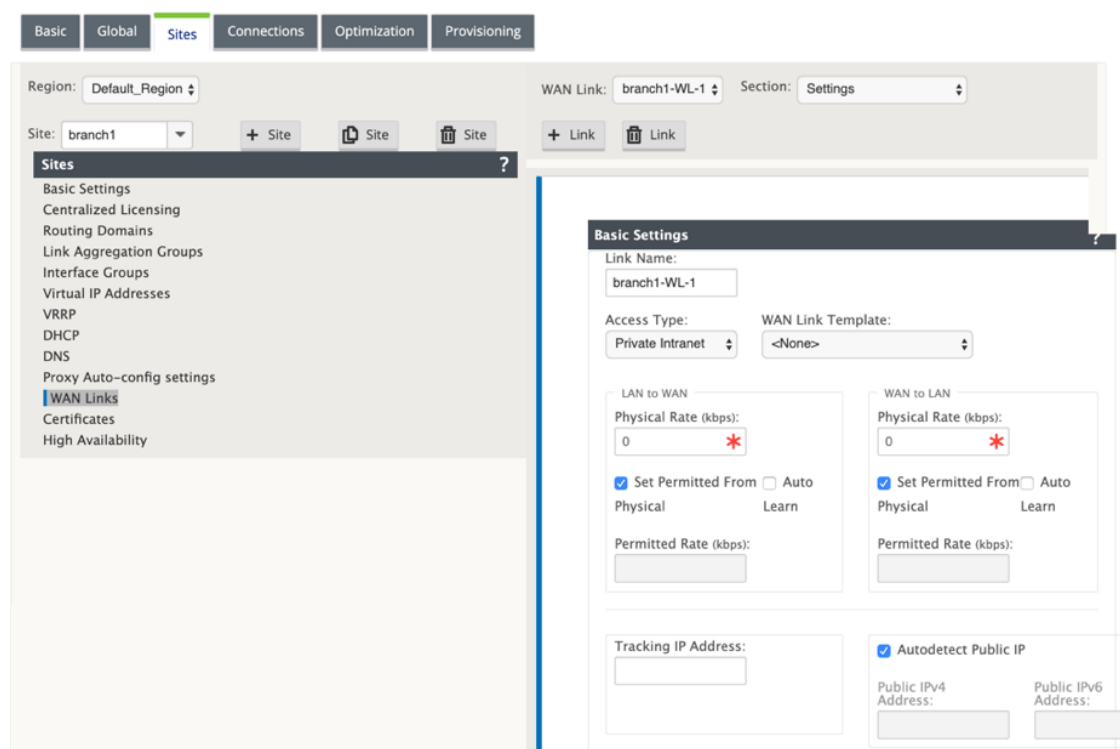 Basic Global Sites Connections Optimization Provisioning
Region: Default_Region
Site: branch1 + Site Site Site
Sites ?
Basic Settings
Centralized Licensing
Routing Domains
Link Aggregation Groups
Interface Groups
Virtual IP Addresses
VRRP
DHCP
DNS
Proxy Auto-config settings
WAN Links
Certificates
High Availability
WAN Link: branch1-WL-1 Section: Settings
+ Link Link
Basic Settings ?
Link Name:
branch1-WL-1
Access Type: WAN Link Template:
Private Intranet <None>
LAN to WAN
Physical Rate (kbps):
0 *
Set Permitted From Auto
Physical Learn
Permitted Rate (kbps):
WAN to LAN
Physical Rate (kbps):
0 *
Set Permitted From Auto
Physical Learn
Permitted Rate (kbps):
Tracking IP Address:
Autodetect Public IP
Public IPv4 Public IPv6
Address: Address: